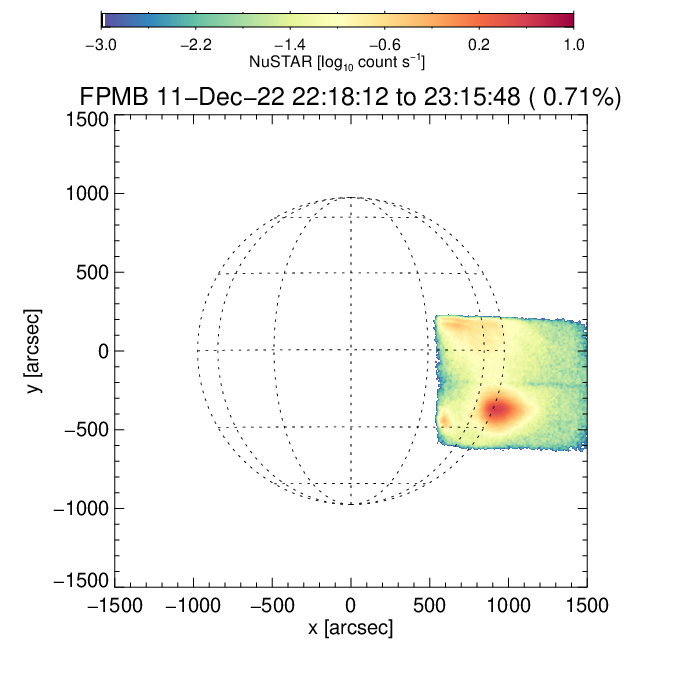 −3.0 −2.2 −1.4 −0.6 0.2 1.0
NuSTAR [log₁₀ count s⁻¹]
FPMB 11−Dec−22 22:18:12 to 23:15:48 ( 0.71%)
1500
1000
500
0
−500
−1000
−1500
y [arcsec]
−1500 −1000 −500 0 500 1000 1500
x [arcsec]